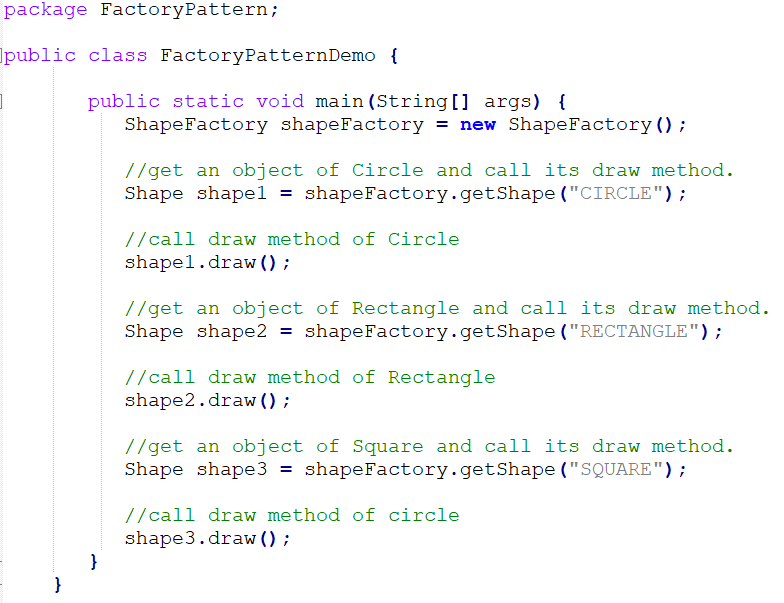 package FactoryPattern;
public class FactoryPatternDemo {
public static void main(String[] args) {
ShapeFactory shapeFactory = new ShapeFactory();
//get an object of Circle and call its draw method.
Shape shape1 = shapeFactory.getShape("CIRCLE");
//call draw method of Circle
shape1.draw();
//get an object of Rectangle and call its draw method.
Shape shape2 = shapeFactory.getShape("RECTANGLE");
//call draw method of Rectangle
shape2.draw();
//get an object of Square and call its draw method.
Shape shape3 = shapeFactory.getShape("SQUARE");
//call draw method of circle
shape3.draw();
}
}